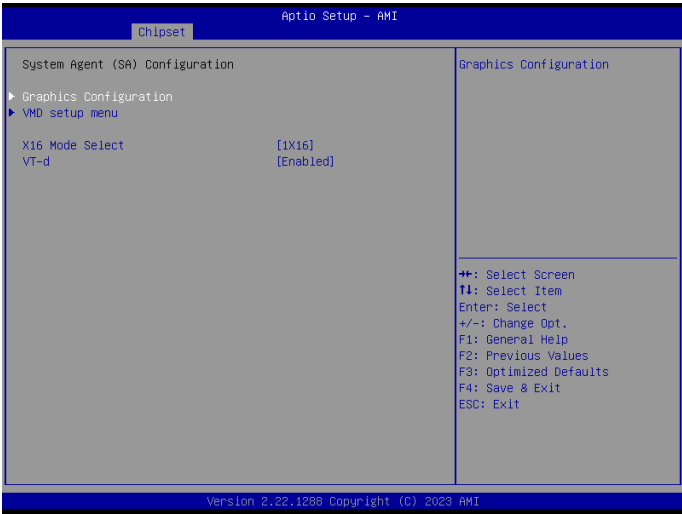 Aptio Setup – AMI
Chipset
System Agent (SA) Configuration
Graphics Configuration
VMD setup menu
X16 Mode Select [1X16]
VT-d [Enabled]
Graphics Configuration
→←: Select Screen
↑↓: Select Item
Enter: Select
+/-: Change Opt.
F1: General Help
F2: Previous Values
F3: Optimized Defaults
F4: Save & Exit
ESC: Exit
Version 2.22.1288 Copyright (C) 2023 AMI